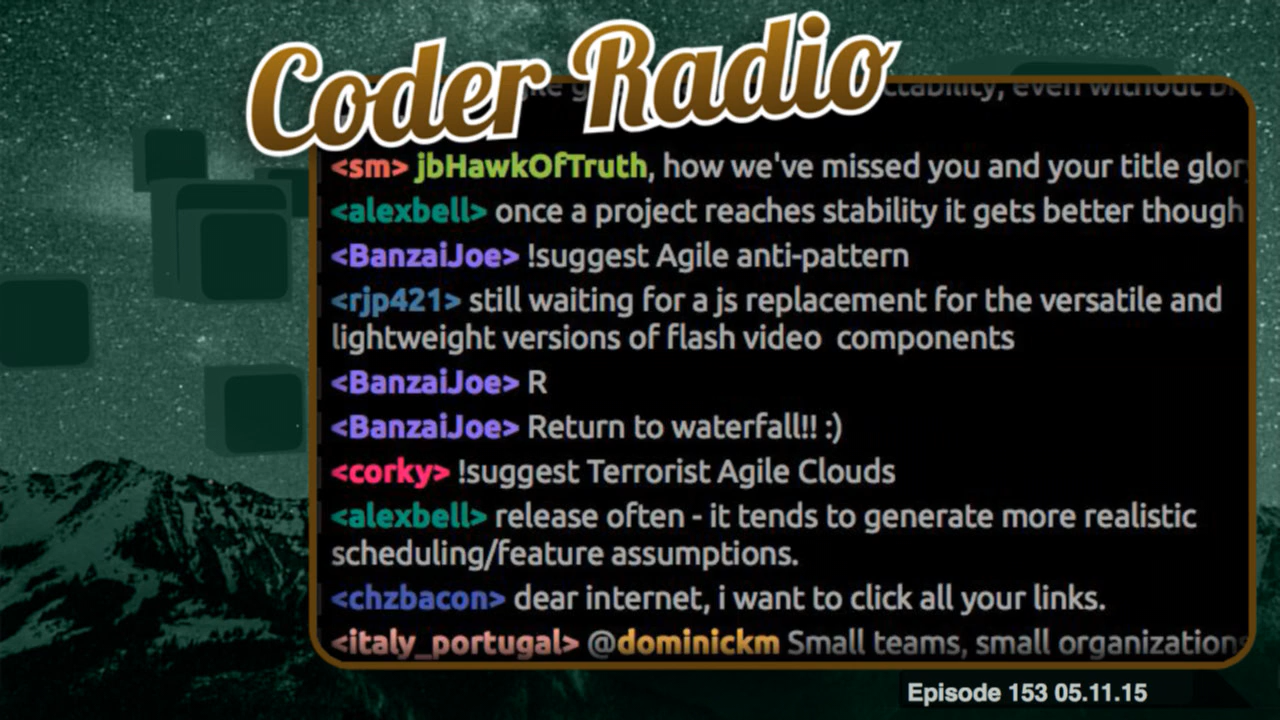 Coder Radio
even without
<sm> jbHawkOfTruth, how we've missed you and your title glor
<alexbell> once a project reaches stability it gets better though
<BanzaiJoe> !suggest Agile anti-pattern
<rjp421> still waiting for a js replacement for the versatile and
lightweight versions of flash video components
<BanzaiJoe> R
<BanzaiJoe> Return to waterfall!! :)
<corky> !suggest Terrorist Agile Clouds
<alexbell> release often - it tends to generate more realistic
scheduling/feature assumptions.
<chzbacon> dear internet, i want to click all your links.
<italy_portugal> @dominickm Small teams, small organizations
Episode 153 05.11.15